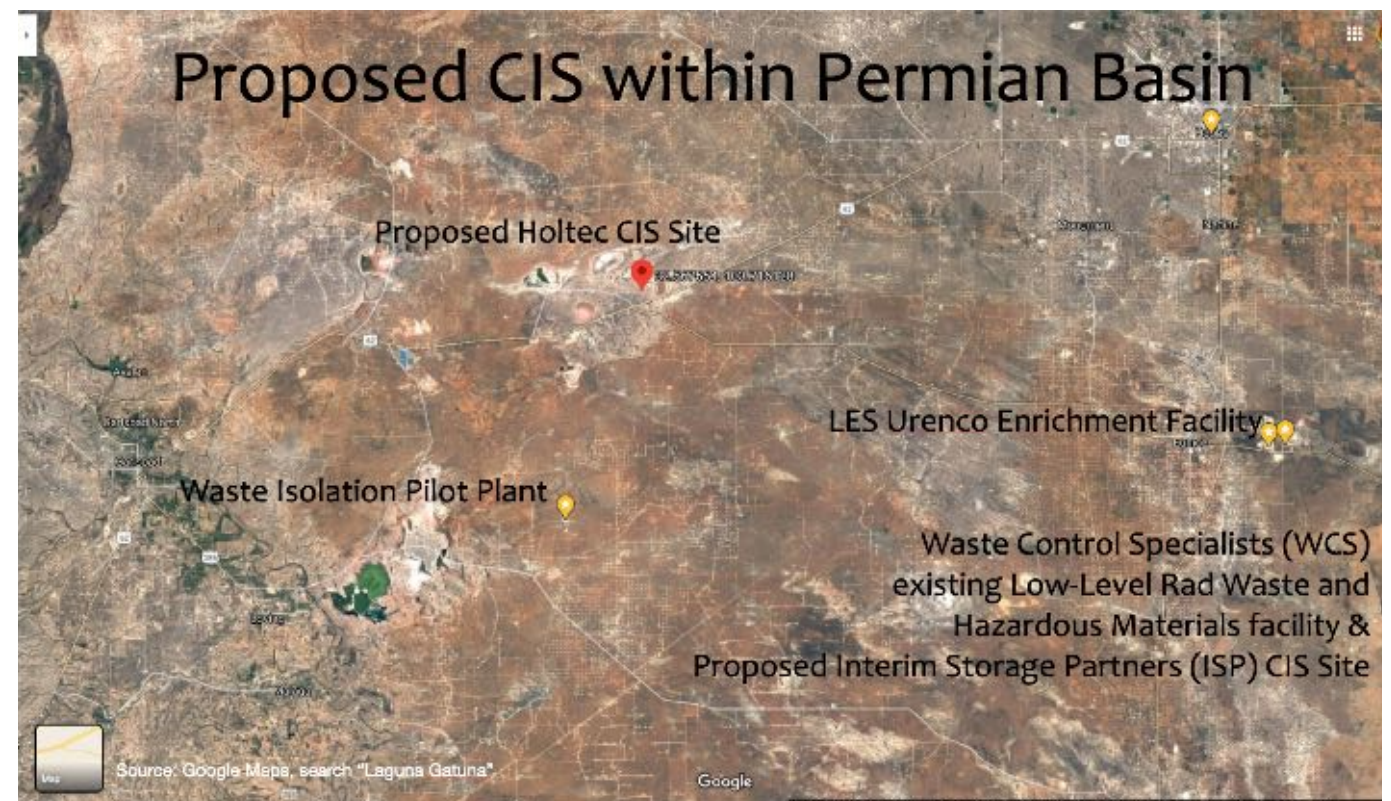 Proposed CIS within Permian Basin
Proposed Holtec CIS Site
LES Urenco Enrichment Facility
Waste Isolation Pilot Plant
Waste Control Specialists (WCS)
existing Low-Level Rad Waste and
Hazardous Materials facility &
Proposed Interim Storage Partners (ISP) CIS Site
Loving
Map
Source: Google Maps, search "Laguna Gatuna"
Google